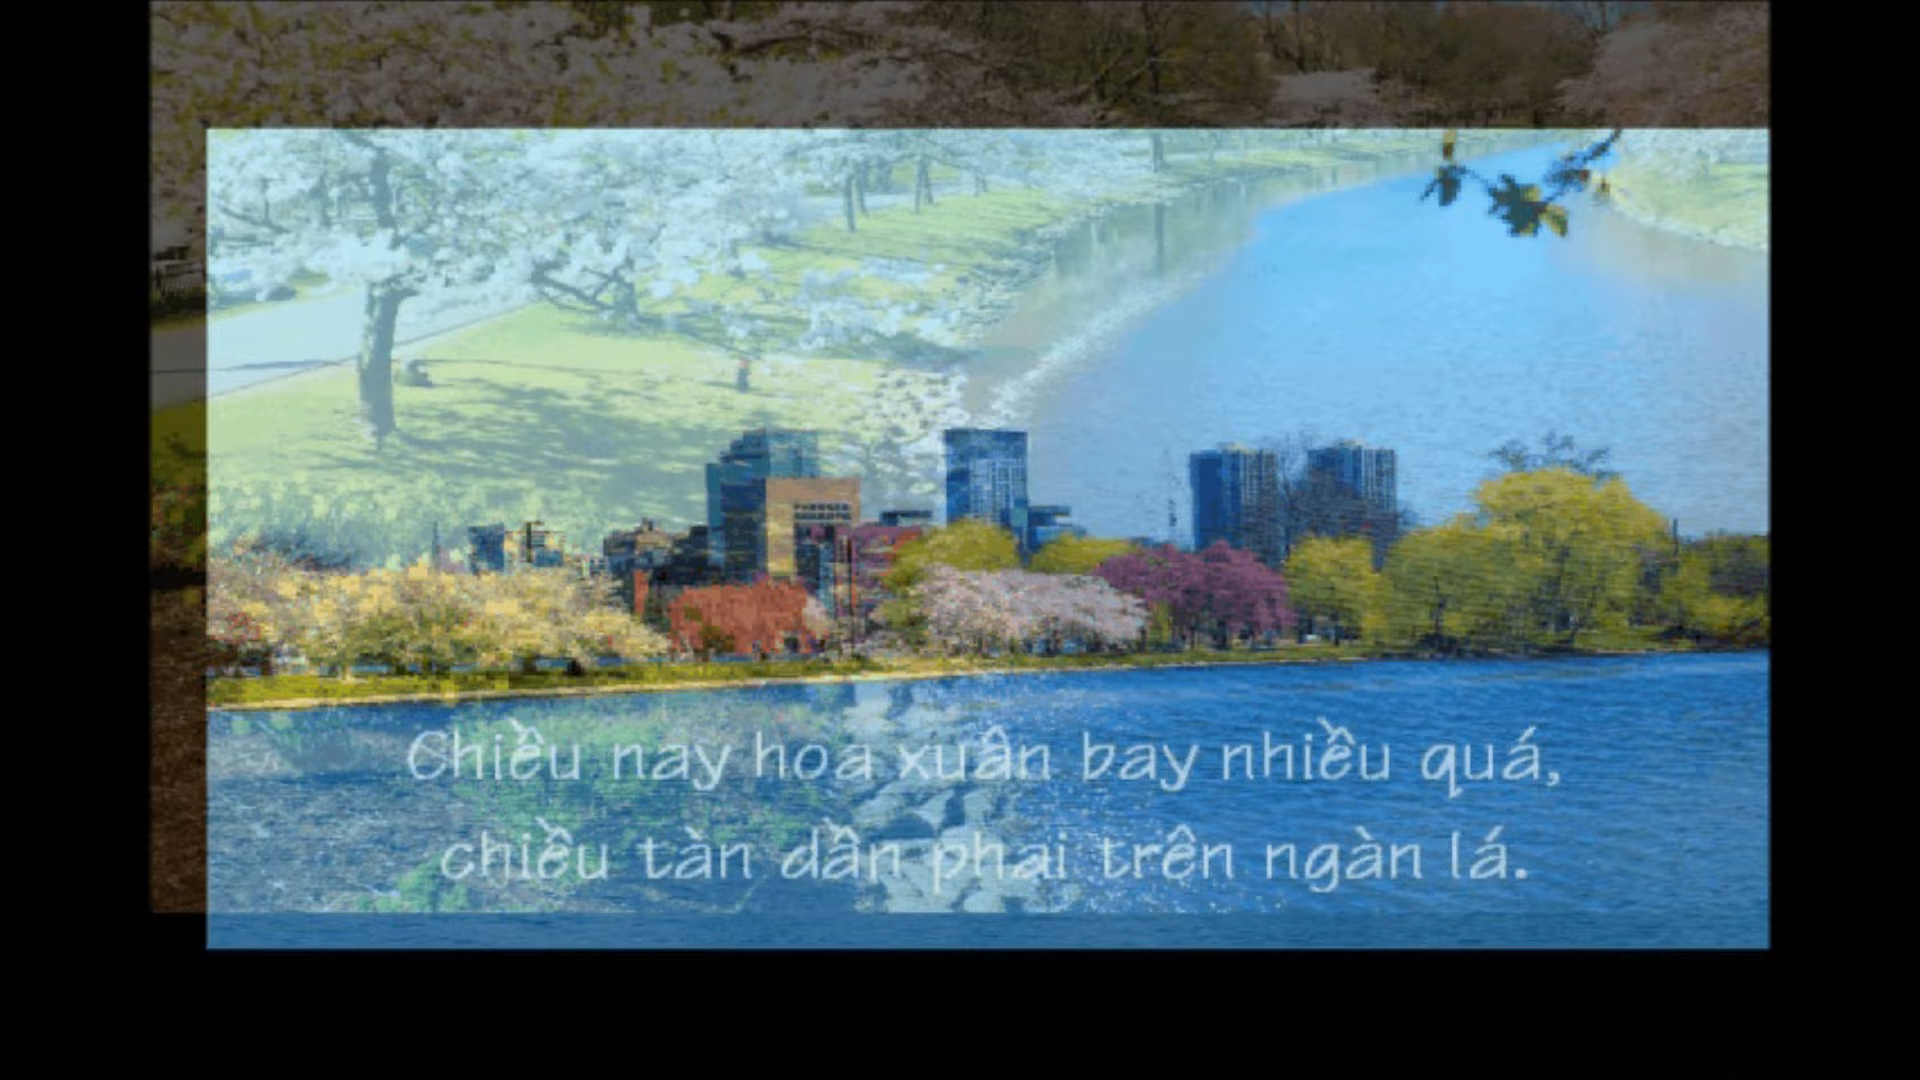 Chiều nay hoa xuân bay nhiều quá,
chiều tàn dần phai trên ngàn lá.